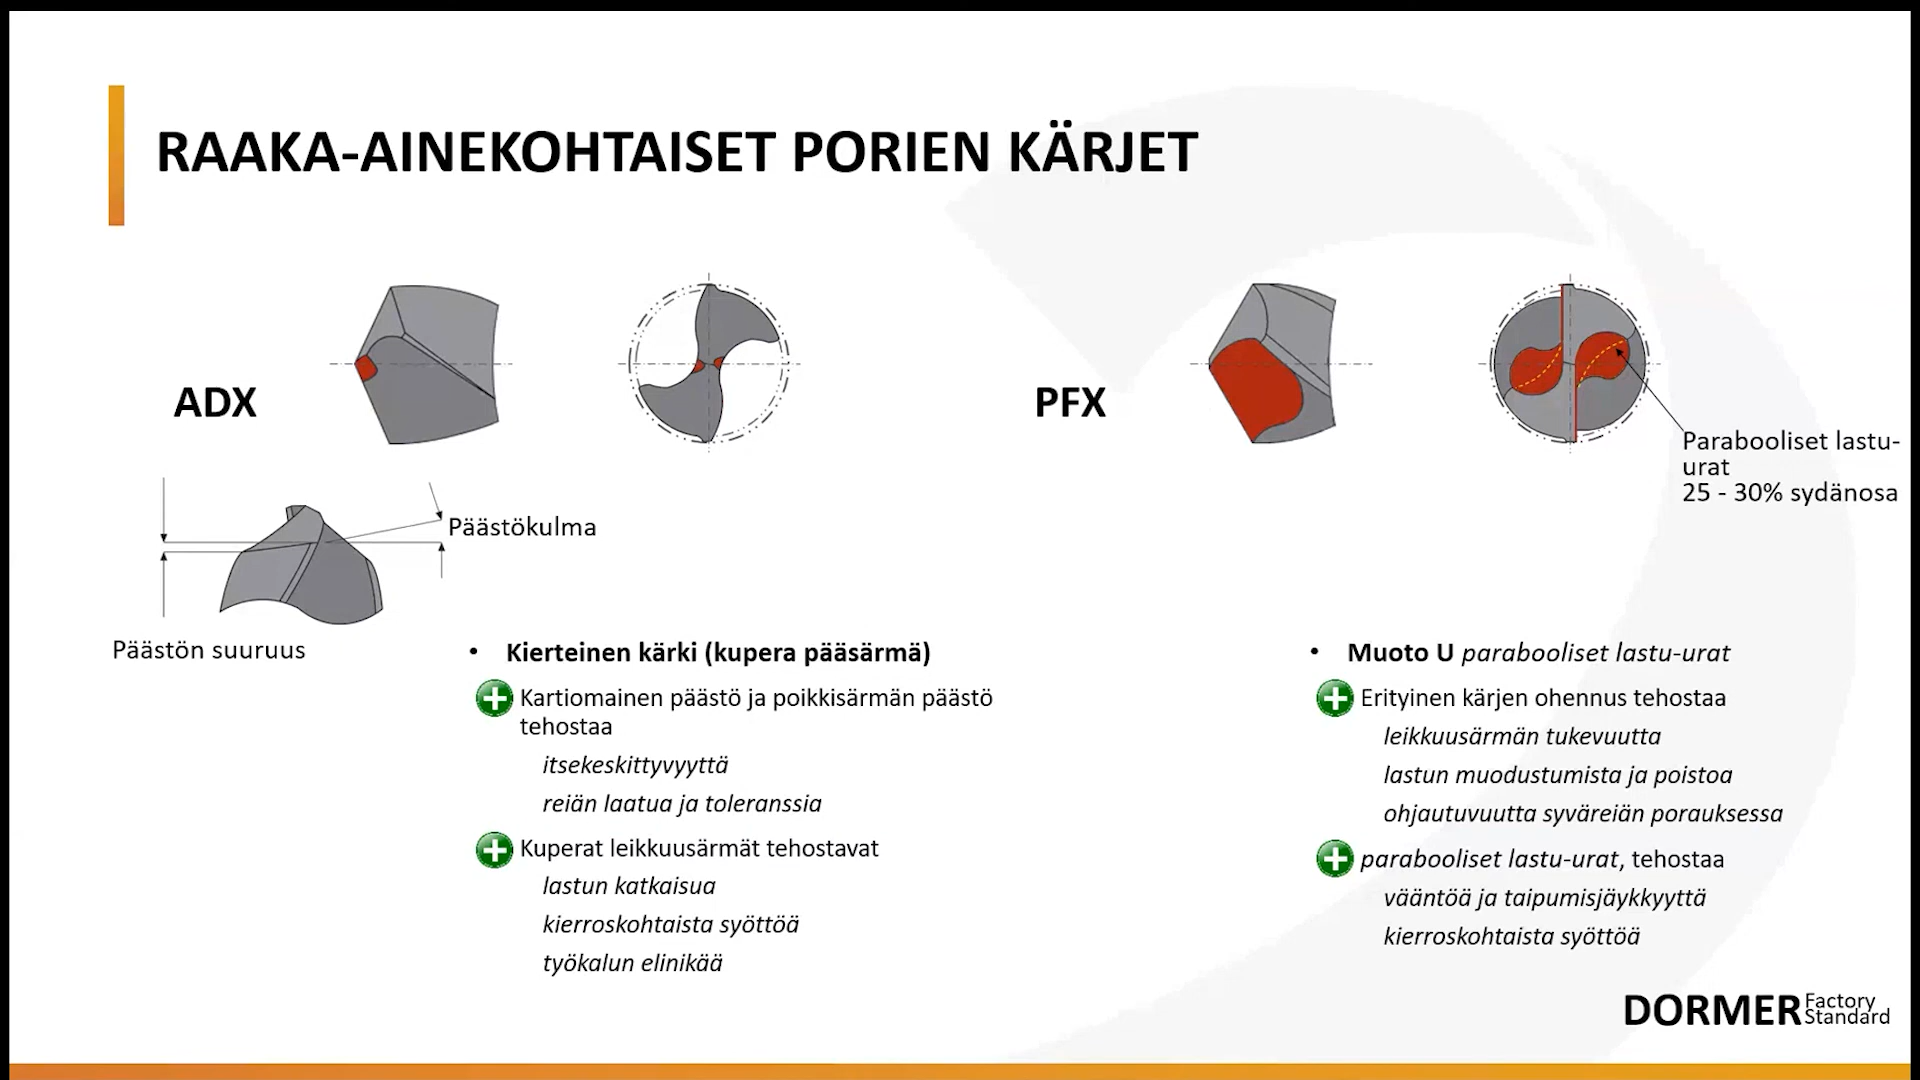 RAAKA-AINEKOHTAISET PORIEN KÄRJET
ADX
PFX
Parabooliset lastu-
urat
25 - 30% sydänosa
Päästökulma
Päästön suuruus
• Kierteinen kärki (kupera pääsärmä)
Kartiomainen päästö ja poikkisärmän päästö
tehostaa
itsekeskittyvyyttä
reiän laatua ja toleranssia
Kuperat leikkuusärmät tehostavat
lastun katkaisua
kierroskohtaista syöttöä
työkalun elinikää
• Muoto U parabooliset lastu-urat
Erityinen kärjen ohennus tehostaa
leikkuusärmän tukevuutta
lastun muodustumista ja poistoa
ohjautuvuutta syväreiän porauksessa
parabooliset lastu-urat, tehostaa
vääntöä ja taipumisjäykkyyttä
kierroskohtaista syöttöä
DORMER Factory
Standard